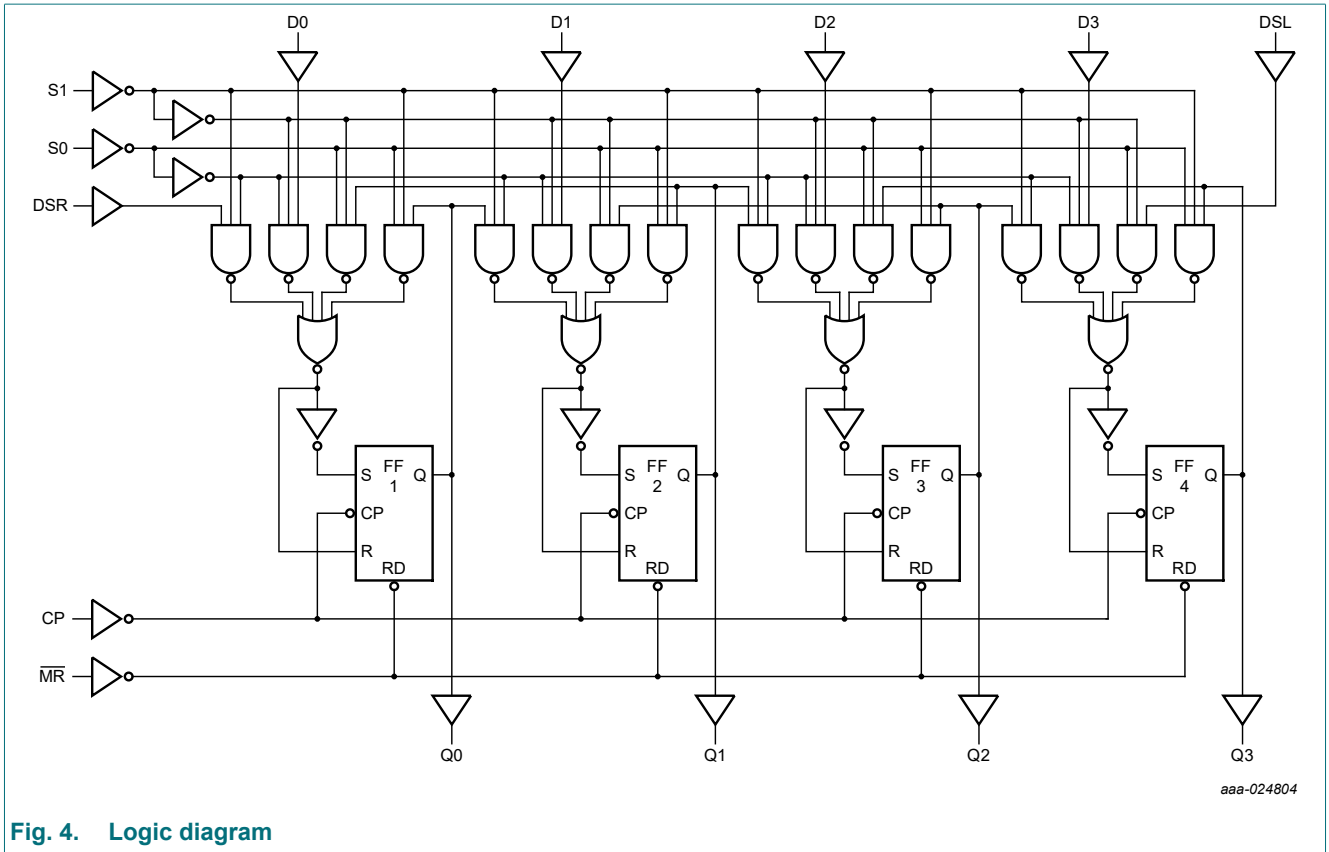 D0 D1 D2 D3 DSL
S1
S0
DSR
S FF 1 Q CP R RD
S FF 2 Q CP R RD
S FF 3 Q CP R RD
S FF 4 Q CP R RD
CP
M̅R̅
Q0 Q1 Q2 Q3
aaa-024804
Fig. 4. Logic diagram